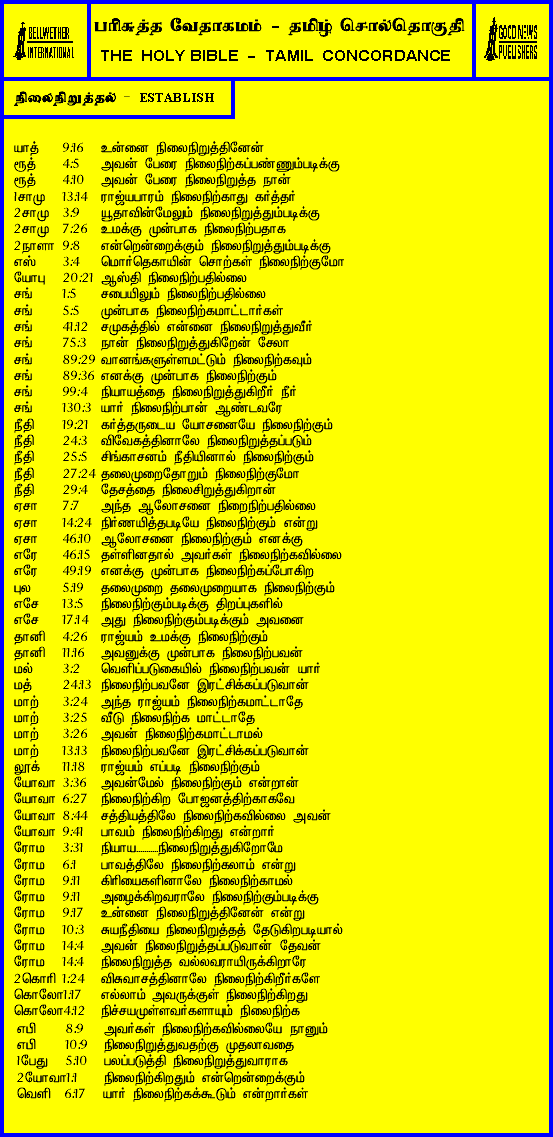 BELLWETHER
INTERNATIONAL
பரிசுத்த வேதாகமம் - தமிழ் சொல்தொகுதி
THE HOLY BIBLE - TAMIL CONCORDANCE
GOOD NEWS
PUBLISHERS
நிலைநிறுத்தல் - ESTABLISH
யாத் 9:16 உன்னை நிலைநிறுத்தினேன்
ரூத் 4:5 அவன் பேரை நிலைநிற்கப்பண்ணும்படிக்கு
ரூத் 4:10 அவன் பேரை நிலைநிறுத்த நான்
1சாமு 13:14 ராஜ்யபாரம் நிலைநிற்காது கர்த்தர்
2சாமு 3:9 யூதாவின்மேலும் நிலைநிறுத்தும்படிக்கு
2சாமு 7:26 உமக்கு முன்பாக நிலைநிற்பதாக
2நாளா 9:8 என்றென்றைக்கும் நிலைநிறுத்தும்படிக்கு
எஸ் 3:4 மொர்தெகாயின் சொற்கள் நிலைநிற்குமோ
யோபு 20:21 ஆஸ்தி நிலைநிற்பதில்லை
சங் 1:5 சபையிலும் நிலைநிற்பதில்லை
சங் 5:5 முன்பாக நிலைநிற்கமாட்டார்கள்
சங் 41:12 சமுகத்தில் என்னை நிலைநிறுத்துவீர்
சங் 75:3 நான் நிலைநிறுத்துகிறேன் சேலா
சங் 89:29 வானங்களுள்ளமட்டும் நிலைநிற்கவும்
சங் 89:36 எனக்கு முன்பாக நிலைநிற்கும்
சங் 99:4 நியாயத்தை நிலைநிறுத்துகிறீர் நீர்
சங் 130:3 யார் நிலைநிற்பான் ஆண்டவரே
நீதி 19:21 கர்த்தருடைய யோசனையே நிலைநிற்கும்
நீதி 24:3 விவேகத்தினாலே நிலைநிறுத்தப்படும்
நீதி 25:5 சிங்காசனம் நீதியினால் நிலைநிற்கும்
நீதி 27:24 தலைமுறைதோறும் நிலைநிற்குமோ
நீதி 29:4 தேசத்தை நிலைசிறுத்துகிறான்
ஏசா 7:7 அந்த ஆலோசனை நிறைநிற்பதில்லை
ஏசா 14:24 நிர்ணயித்தபடியே நிலைநிற்கும் என்று
ஏசா 46:10 ஆலோசனை நிலைநிற்கும் எனக்கு
எரே 46:15 தள்ளினதால் அவர்கள் நிலைநிற்கவில்லை
எரே 49:19 எனக்கு முன்பாக நிலைநிற்கப்போகிற
புல 5:19 தலைமுறை தலைமுறையாக நிலைநிற்கும்
எசே 13:5 நிலைநிற்கும்படிக்கு திறப்புகளில்
எசே 17:14 அது நிலைநிற்கும்படிக்கும் அவனை
தானி 4:26 ராஜ்யம் உமக்கு நிலைநிற்கும்
தானி 11:16 அவனுக்கு முன்பாக நிலைநிற்பவன்
மல் 3:2 வெளிப்படுகையில் நிலைநிற்பவன் யார்
மத் 24:13 நிலைநிற்பவனே இரட்சிக்கப்படுவான்
மாற் 3:24 அந்த ராஜ்யம் நிலைநிற்கமாட்டாதே
மாற் 3:25 வீடு நிலைநிற்க மாட்டாதே
மாற் 3:26 அவன் நிலைநிற்கமாட்டாமல்
மாற் 13:13 நிலைநிற்பவனே இரட்சிக்கப்படுவான்
லூக் 11:18 ராஜ்யம் எப்படி நிலைநிற்கும்
யோவா 3:36 அவன்மேல் நிலைநிற்கும் என்றான்
யோவா 6:27 நிலைநிற்கிற போஜனத்திற்காகவே
யோவா 8:44 சத்தியத்திலே நிலைநிற்கவில்லை அவன்
யோவா 9:41 பாவம் நிலைநிற்கிறது என்றார்
ரோம 3:31 நியாய..........நிலைநிறுத்துகிறோமே
ரோம 6:1 பாவத்திலே நிலைநிற்கலாம் என்று
ரோம 9:11 கிரியைகளினாலே நிலைநிற்காமல்
ரோம 9:11 அழைக்கிறவராலே நிலைநிற்கும்படிக்கு
ரோம 9:17 உன்னை நிலைநிறுத்தினேன் என்று
ரோம 10:3 சுயநீதியை நிலைநிறுத்தத் தேடுகிறபடியால்
ரோம 14:4 அவன் நிலைநிறுத்தப்படுவான் தேவன்
ரோம 14:4 நிலைநிறுத்த வல்லவராயிருக்கிறாரே
2கொரி 1:24 விசுவாசத்தினாலே நிலைநிற்கிறீர்களே
கொலோ1:17 எல்லாம் அவருக்குள் நிலைநிற்கிறது
கொலோ4:12 நிச்சயமுள்ளவர்களாயும் நிலைநிற்க
எபி 8:9 அவர்கள் நிலைநிற்கவில்லையே நானும்
எபி 10:9 நிலைநிறுத்துவதற்கு முதலாவதை
1பேது 5:10 பலப்படுத்தி நிலைநிறுத்துவாராக
2யோவா1:1 நிலைநிற்கிறதும் என்றென்றைக்கும்
வெளி 6:17 யார் நிலைநிற்கக்கூடும் என்றார்கள்